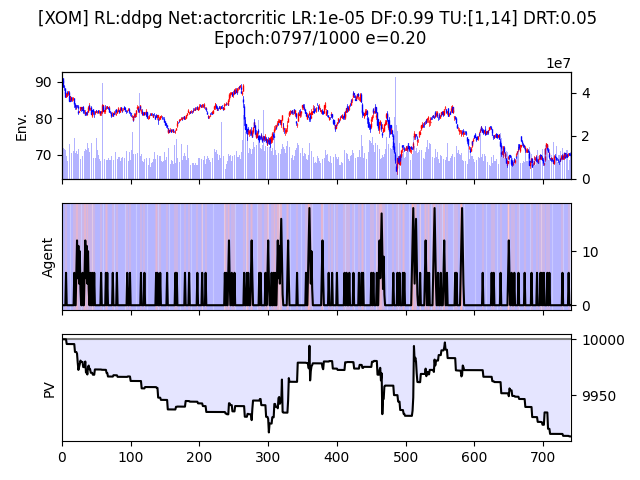 [XOM] RL:ddpg Net:actorcritic LR:1e-05 DF:0.99 TU:[1,14] DRT:0.05
Epoch:0797/1000 e=0.20
1e7
90
80
70
Env.
4
2
0
Agent
10
0
PV
10000
9950
0 100 200 300 400 500 600 700